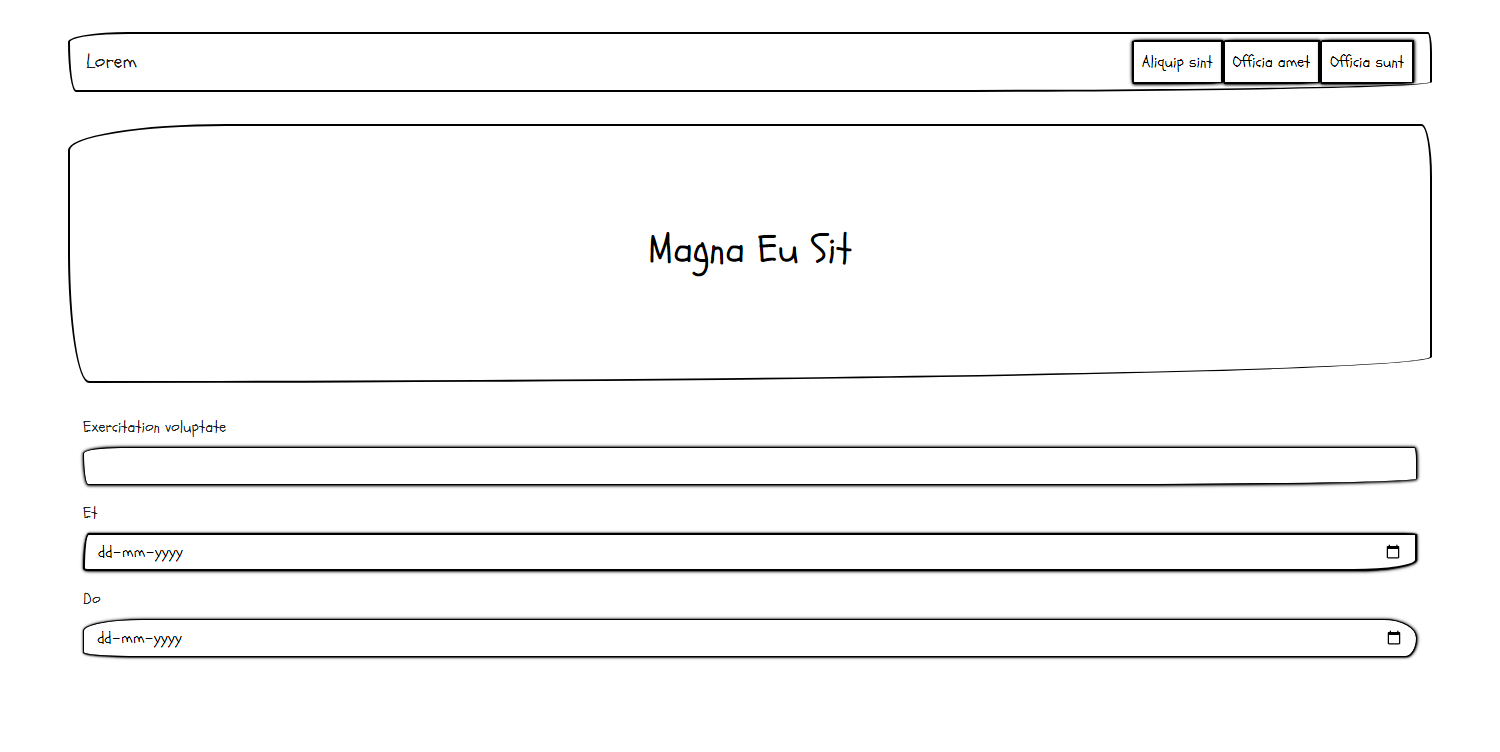 Lorem
Aliquip sint Officia amet Officia sunt
Magna Eu Sit
Exercitation voluptate
Et
dd-mm-yyyy
Do
dd-mm-yyyy